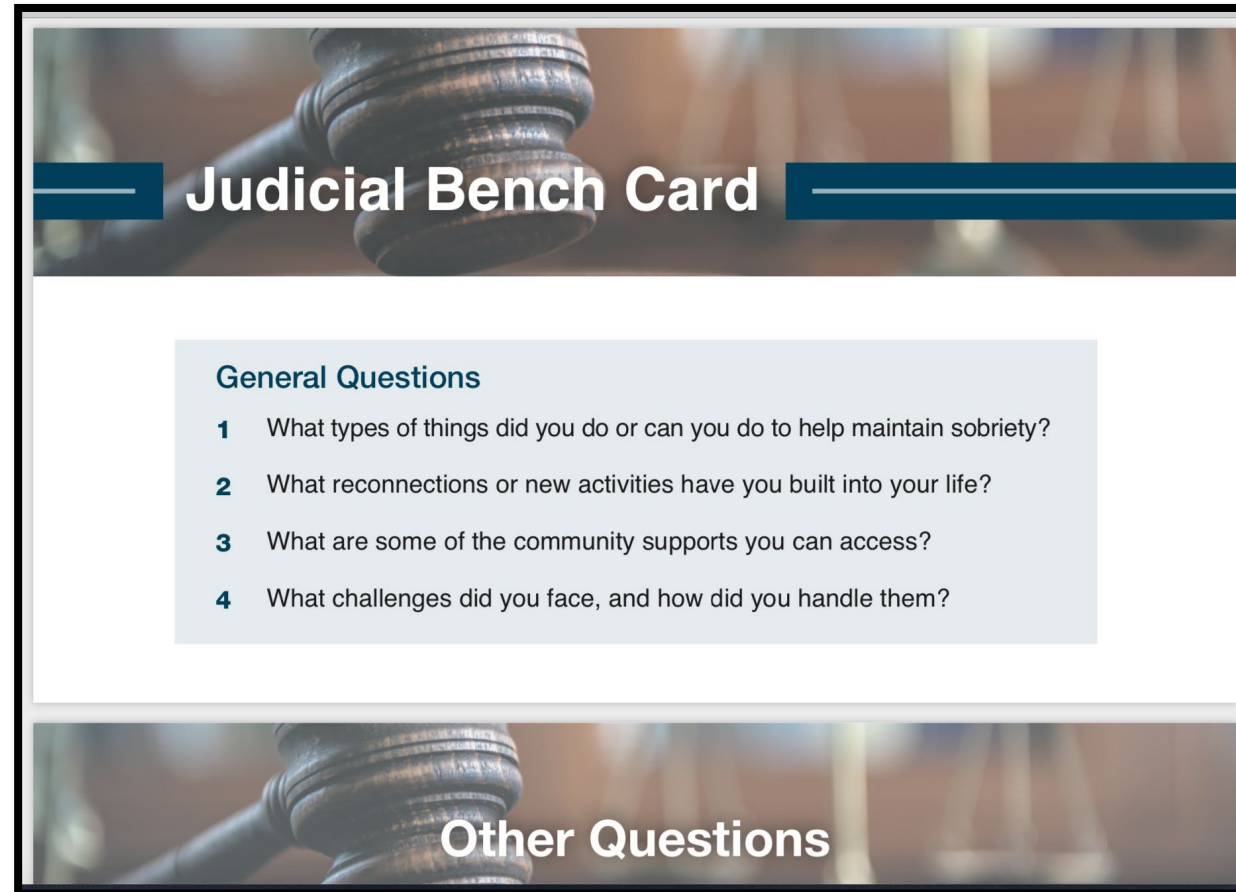 Judicial Bench Card
General Questions
1 What types of things did you do or can you do to help maintain sobriety?
2 What reconnections or new activities have you built into your life?
3 What are some of the community supports you can access?
4 What challenges did you face, and how did you handle them?
Other Questions